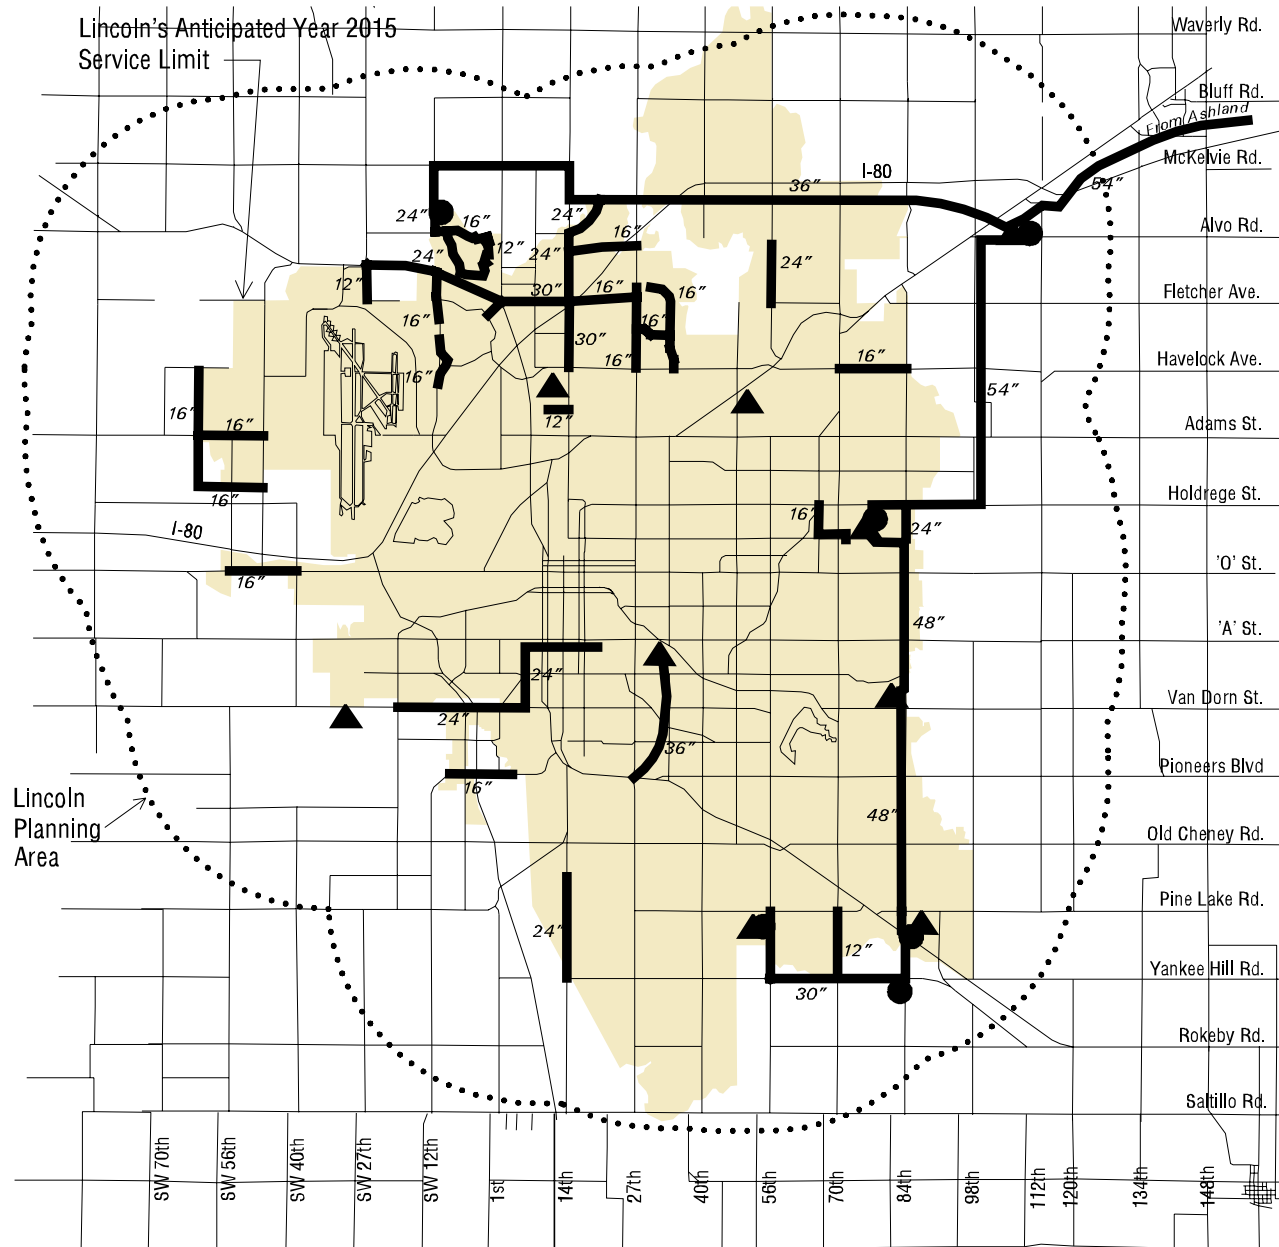 Lincoln's Anticipated Year 2015
Service Limit
Waverly Rd.
Bluff Rd.
From Ashland
McKelvie Rd.
I-80
36"
54"
24"
16"
24"
16"
12"
24"
24"
24"
Alvo Rd.
12"
30"
16"
16"
Fletcher Ave.
16"
16"
30"
16"
16"
Havelock Ave.
16"
54"
16"
16"
12"
Adams St.
16"
Holdrege St.
16"
24"
I-80
16"
'O' St.
48"
'A' St.
24"
Van Dorn St.
24"
36"
Pioneers Blvd
16"
Lincoln
Planning
Area
48"
Old Cheney Rd.
Pine Lake Rd.
24"
12"
Yankee Hill Rd.
30"
Rokeby Rd.
Saltillo Rd.
SW 70th
SW 56th
SW 40th
SW 27th
SW 12th
1st
14th
27th
40th
56th
70th
84th
98th
112th
120th
134th
148th